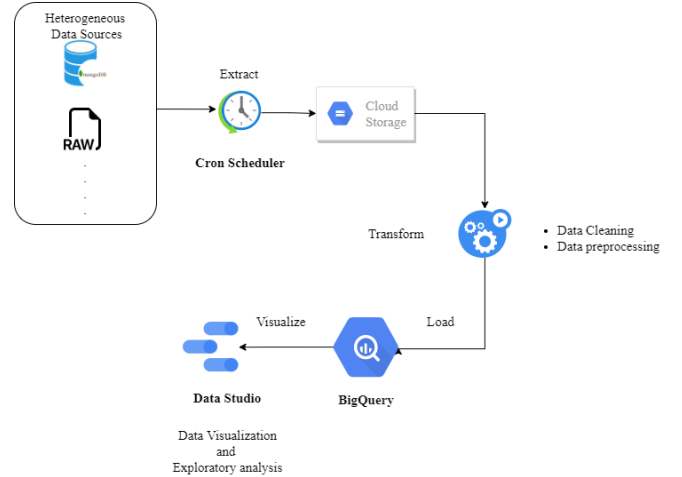 Heterogeneous
Data Sources
mongoDB
RAW
Extract
Cron Scheduler
Cloud
Storage
Transform
• Data Cleaning
• Data preprocessing
Load
Visualize
BigQuery
Data Studio
Data Visualization
and
Exploratory analysis